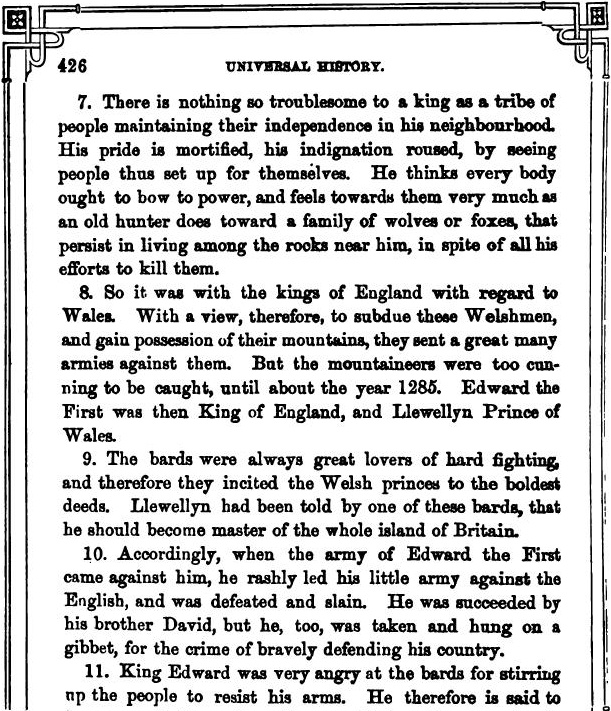 426 UNIVERSAL HISTORY.
7. There is nothing so troublesome to a king as a tribe of
people maintaining their independence in his neighbourhood.
His pride is mortified, his indignation roused, by seeing
people thus set up for themselves. He thinks every body
ought to bow to power, and feels towards them very much as
an old hunter does toward a family of wolves or foxes, that
persist in living among the rocks near him, in spite of all his
efforts to kill them.
8. So it was with the kings of England with regard to
Wales. With a view, therefore, to subdue these Welshmen,
and gain possession of their mountains, they sent a great many
armies against them. But the mountaineers were too cun-
ning to be caught, until about the year 1285. Edward the
First was then King of England, and Llewellyn Prince of
Wales.
9. The bards were always great lovers of hard fighting,
and therefore they incited the Welsh princes to the boldest
deeds. Llewellyn had been told by one of these bards, that
he should become master of the whole island of Britain.
10. Accordingly, when the army of Edward the First
came against him, he rashly led his little army against the
English, and was defeated and slain. He was succeeded by
his brother David, but he, too, was taken and hung on a
gibbet, for the crime of bravely defending his country.
11. King Edward was very angry at the bards for stirring
up the people to resist his arms. He therefore is said to